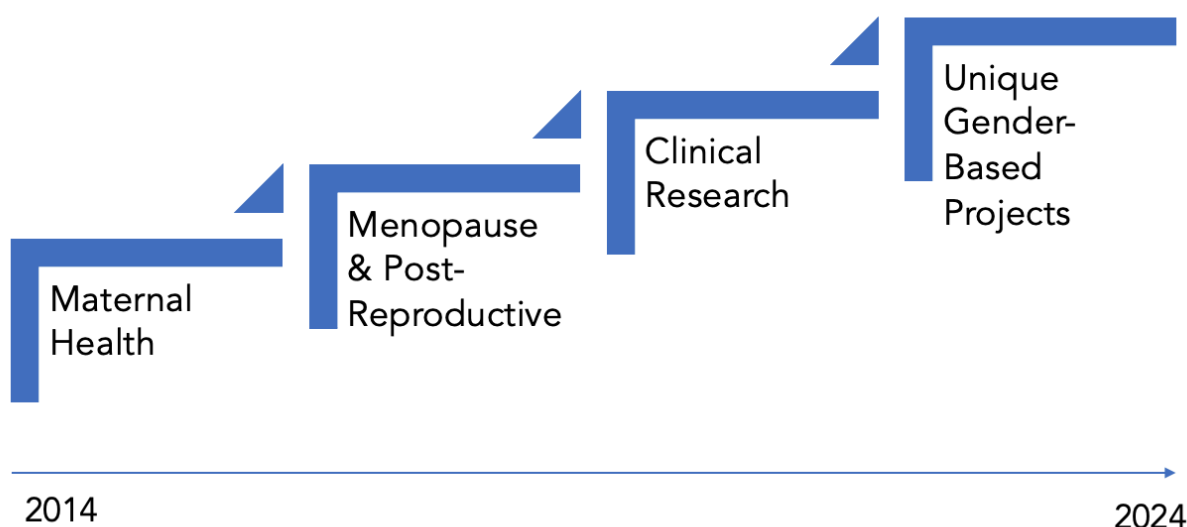 Maternal
Health
Menopause
& Post-
Reproductive
Clinical
Research
Unique
Gender-
Based
Projects
2014
2024